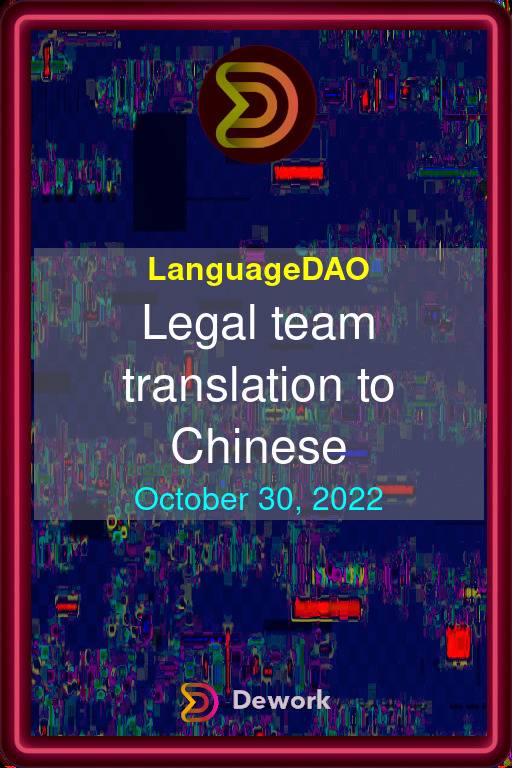 LanguageDAO
Legal team
translation to
Chinese
October 30, 2022
Dework